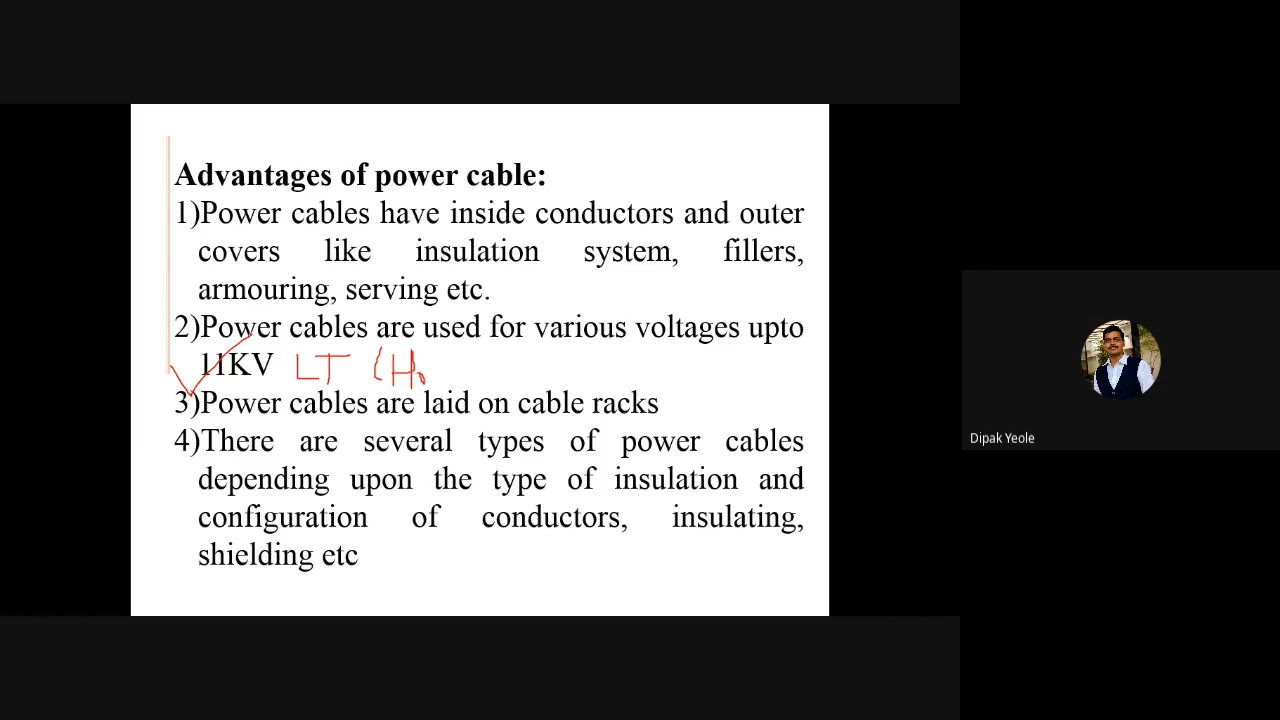 Advantages of power cable:
1)Power cables have inside conductors and outer
covers like insulation system, fillers,
armouring, serving etc.
2)Power cables are used for various voltages upto
11KV LT (Ho
3)Power cables are laid on cable racks
4)There are several types of power cables
depending upon the type of insulation and
configuration of conductors, insulating,
shielding etc
Dipak Yeole